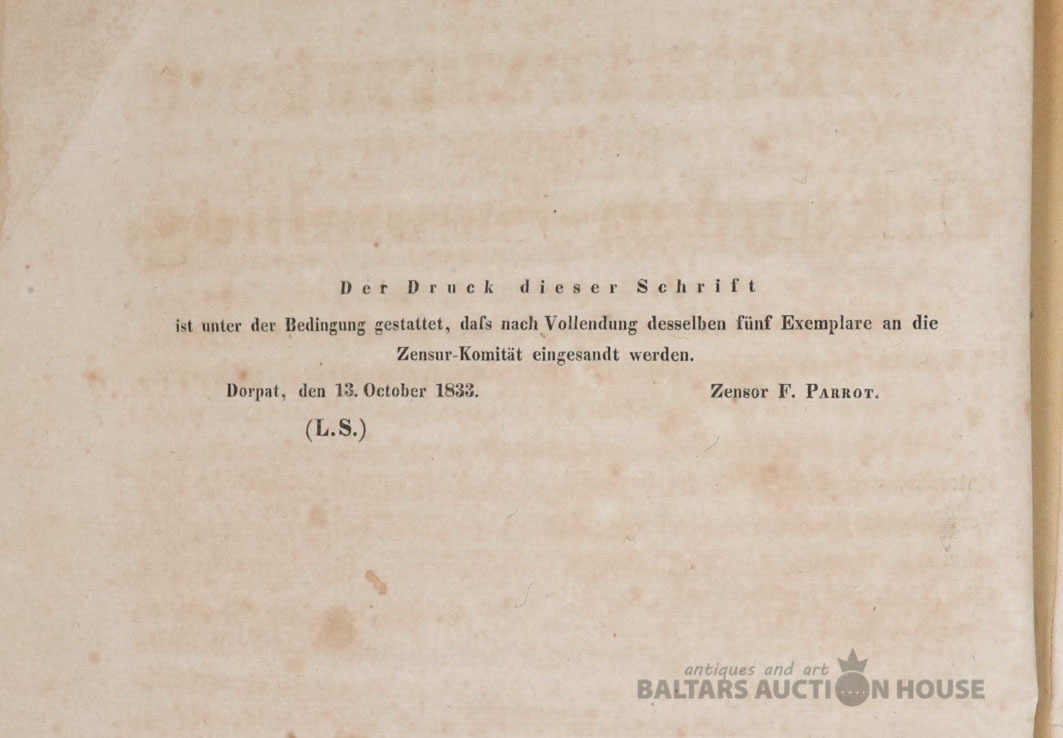 Der Druck dieser Schrift
ist unter der Bedingung gestattet, daſs nach Vollendung desselben fünf Exemplare an die
Zensur-Komität eingesandt werden.
Dorpat, den 13. October 1833. Zensor F. PARROT.
(L.S.)
antiques and art
BALTARS AUCTION HOUSE